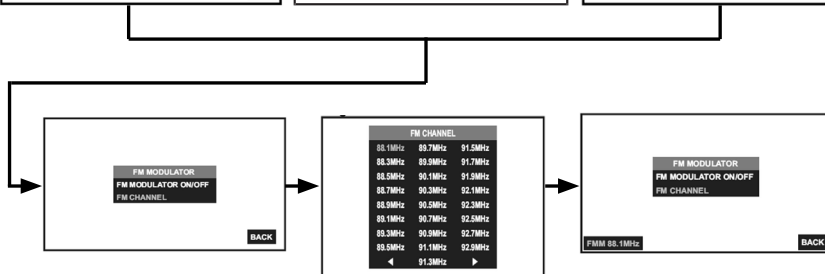 FM MODULATOR
FM MODULATOR ON/OFF
FM CHANNEL
BACK
FM CHANNEL
88.1MHz 89.7MHz 91.5MHz
88.3MHz 89.9MHz 91.7MHz
88.5MHz 90.1MHz 91.9MHz
88.7MHz 90.3MHz 92.1MHz
88.9MHz 90.5MHz 92.3MHz
89.1MHz 90.7MHz 92.5MHz
89.3MHz 90.9MHz 92.7MHz
89.5MHz 91.1MHz 92.9MHz
91.3MHz
FM MODULATOR
FM MODULATOR ON/OFF
FM CHANNEL
FMM 88.1MHz
BACK